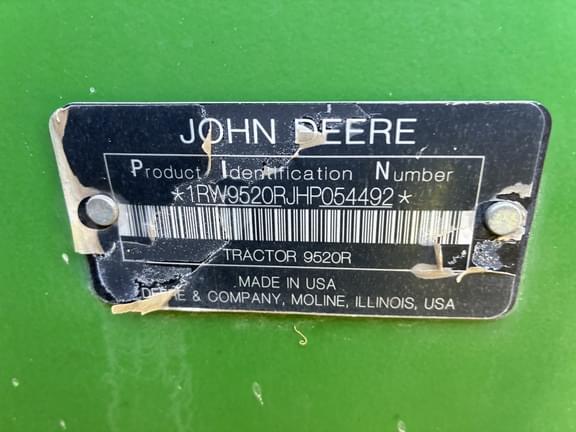 JOHN DEERE
Product Identification Number
*1RW9520RJHP054492*
TRACTOR 9520R
MADE IN USA
DEERE & COMPANY, MOLINE, ILLINOIS, USA